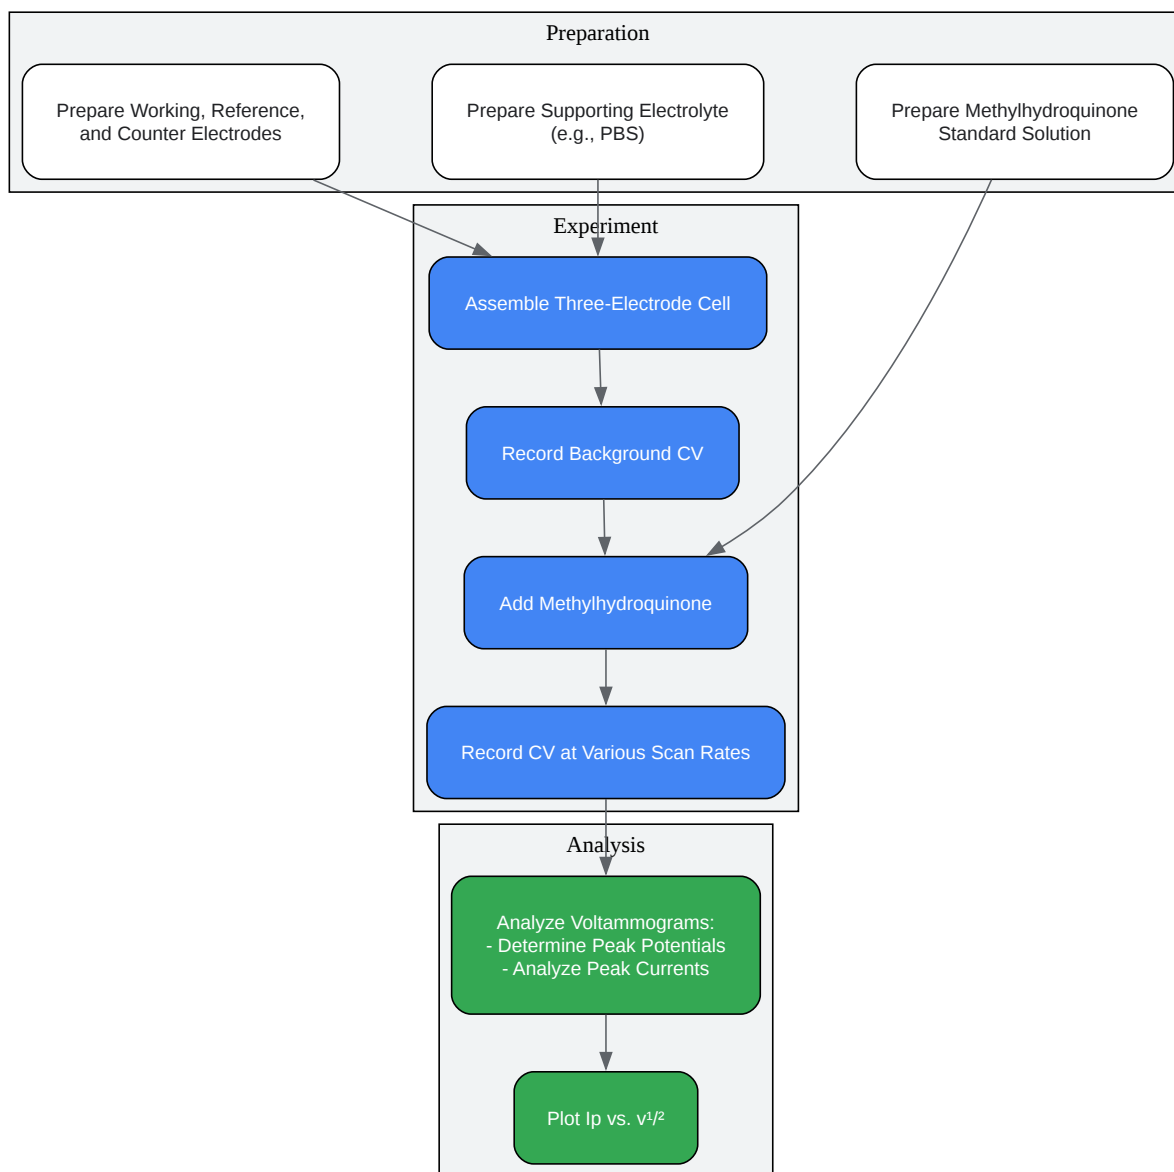 Preparation
Prepare Working, Reference,
and Counter Electrodes
Prepare Supporting Electrolyte
(e.g., PBS)
Prepare Methylhydroquinone
Standard Solution
Experiment
Assemble Three-Electrode Cell
Record Background CV
Add Methylhydroquinone
Record CV at Various Scan Rates
Analysis
Analyze Voltammograms:
- Determine Peak Potentials
- Analyze Peak Currents
Plot Ip vs. v¹/²